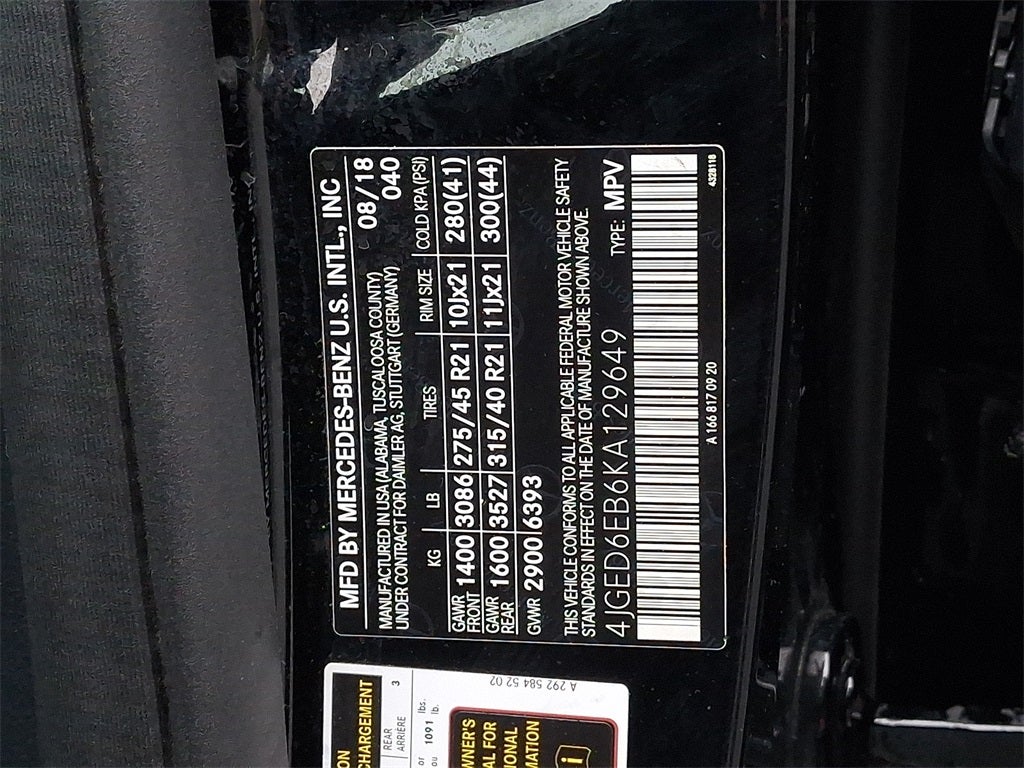 MFD BY MERCEDES-BENZ U.S. INTL., INC
MANUFACTURED IN USA (ALABAMA, TUSCALOOSA COUNTY) 08/18
UNDER CONTRACT FOR DAIMLER AG, STUTTGART (GERMANY) 040
KG LB TIRES RIM SIZE COLD KPA (PSI)
GAWR FRONT 1400 3086 275/45 R21 10Jx21 280(41)
GAWR REAR 1600 3527 315/40 R21 11Jx21 300(44)
GVWR 2900 6393
THIS VEHICLE CONFORMS TO ALL APPLICABLE FEDERAL MOTOR VEHICLE SAFETY
STANDARDS IN EFFECT ON THE DATE OF MANUFACTURE SHOWN ABOVE.
4JGED6EB6KA129649 TYPE: MPV
A 166 817 09 20 4328118
CHARGEMENT
REAR
ARRIÈRE
3
or
ou
1091 lbs.
lb.
A 292 584 52 02